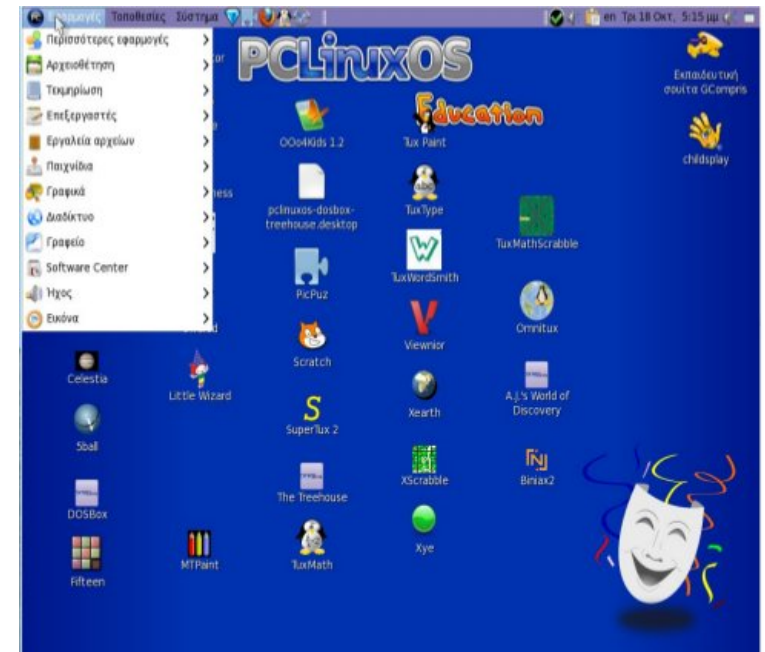 Εφαρμογές Τοποθεσίες Σύστημα
en Τρι 18 Οκτ, 5:15 μμ
Περισσότερες εφαρμογές
Αρχειοθέτηση
Τεκμηρίωση
Επεξεργαστές
Εργαλεία αρχείων
Παιχνίδια
Γραφικά
Διαδίκτυο
Γραφείο
Software Center
Ήχος
Εικόνα
PCLinuxOS
Education
Εκπαιδευτική
σουίτα GCompris
childsplay
OOo4Kids 1.2
Tux Paint
pclinuxos-dosbox-
treehouse.desktop
TuxType
TuxMathScrabble
PicPuz
TuxWordSmith
Omnitux
Viewnior
Scratch
Celestia
Little Wizard
Xearth
A.J.'s World of
Discovery
SuperTux 2
5ball
XScrabble
Biniax2
The Treehouse
DOSBox
Xye
MTPaint
TuxMath
Fifteen